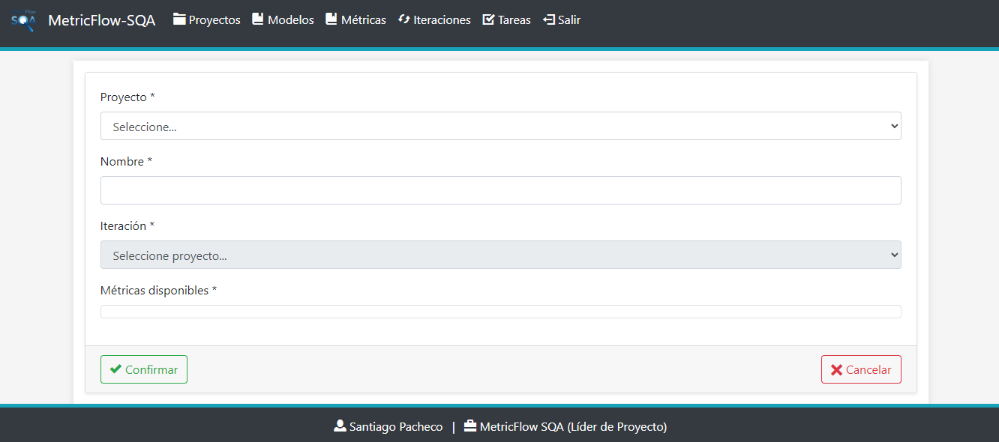 Flow
SQA
MetricFlow-SQA Proyectos Modelos Métricas Iteraciones Tareas Salir
Proyecto *
Seleccione...
Nombre *
Iteración *
Seleccione proyecto...
Métricas disponibles *
Confirmar Cancelar
Santiago Pacheco | MetricFlow SQA (Líder de Proyecto)